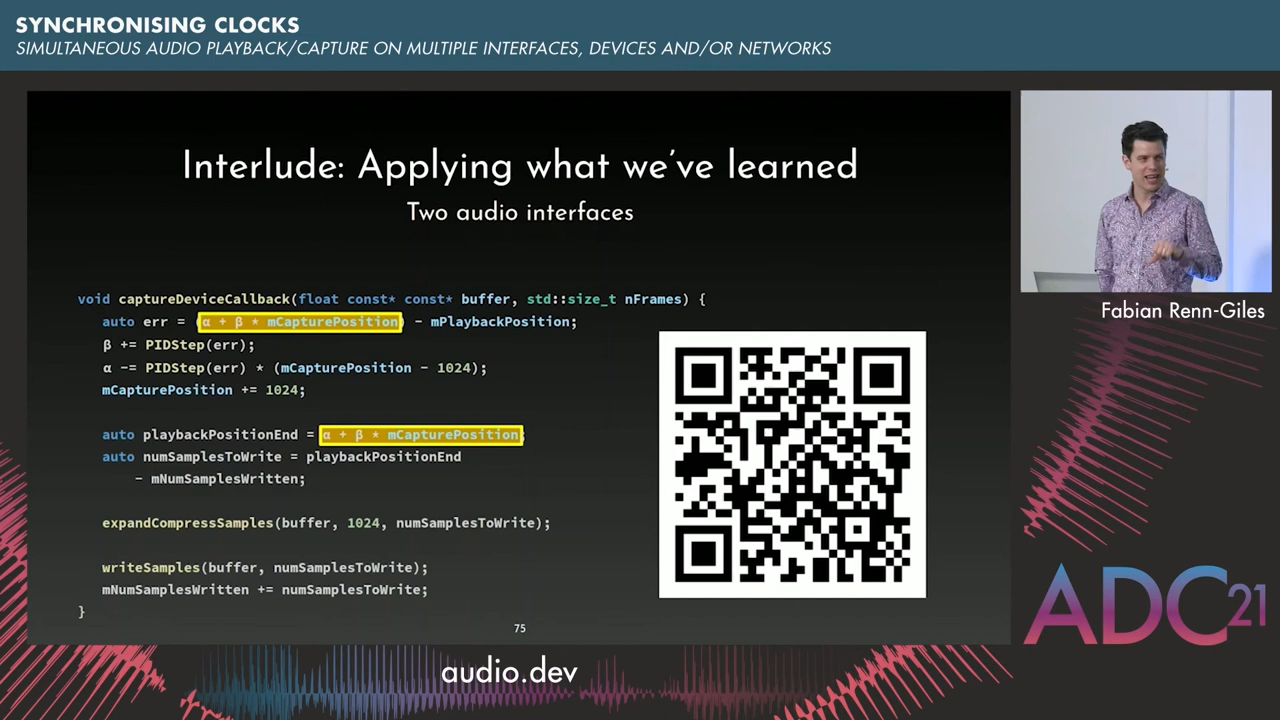 SYNCHRONISING CLOCKS
SIMULTANEOUS AUDIO PLAYBACK/CAPTURE ON MULTIPLE INTERFACES, DEVICES AND/OR NETWORKS
Interlude: Applying what we've learned
Two audio interfaces
void captureDeviceCallback(float const* const* buffer, std::size_t nFrames) {
auto err = (α + β * mCapturePosition) - mPlaybackPosition;
β += PIDStep(err);
α -= PIDStep(err) * (mCapturePosition - 1024);
mCapturePosition += 1024;
auto playbackPositionEnd = α + β * mCapturePosition;
auto numSamplesToWrite = playbackPositionEnd
- mNumSamplesWritten;
expandCompressSamples(buffer, 1024, numSamplesToWrite);
writeSamples(buffer, numSamplesToWrite);
mNumSamplesWritten += numSamplesToWrite;
}
75
Fabian Renn-Giles
ADC21
audio.dev